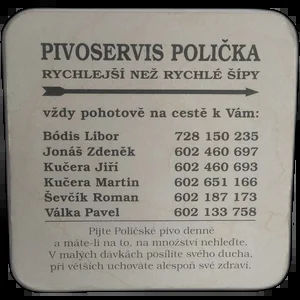 PIVOSERVIS POLIČKA
RYCHLEJŠÍ NEŽ RYCHLÉ ŠÍPY
vždy pohotově na cestě k Vám:
Bódis Libor 728 150 235
Jonáš Zdeněk 602 460 697
Kučera Jiří 602 460 693
Kučera Martin 602 651 166
Ševčík Roman 602 187 173
Válka Pavel 602 133 758
Pijte Poličské pivo denně
a máte-li na to, na množství nehleďte.
V malých dávkách posílíte svého ducha,
při větších uchováte alespoň své zdraví.